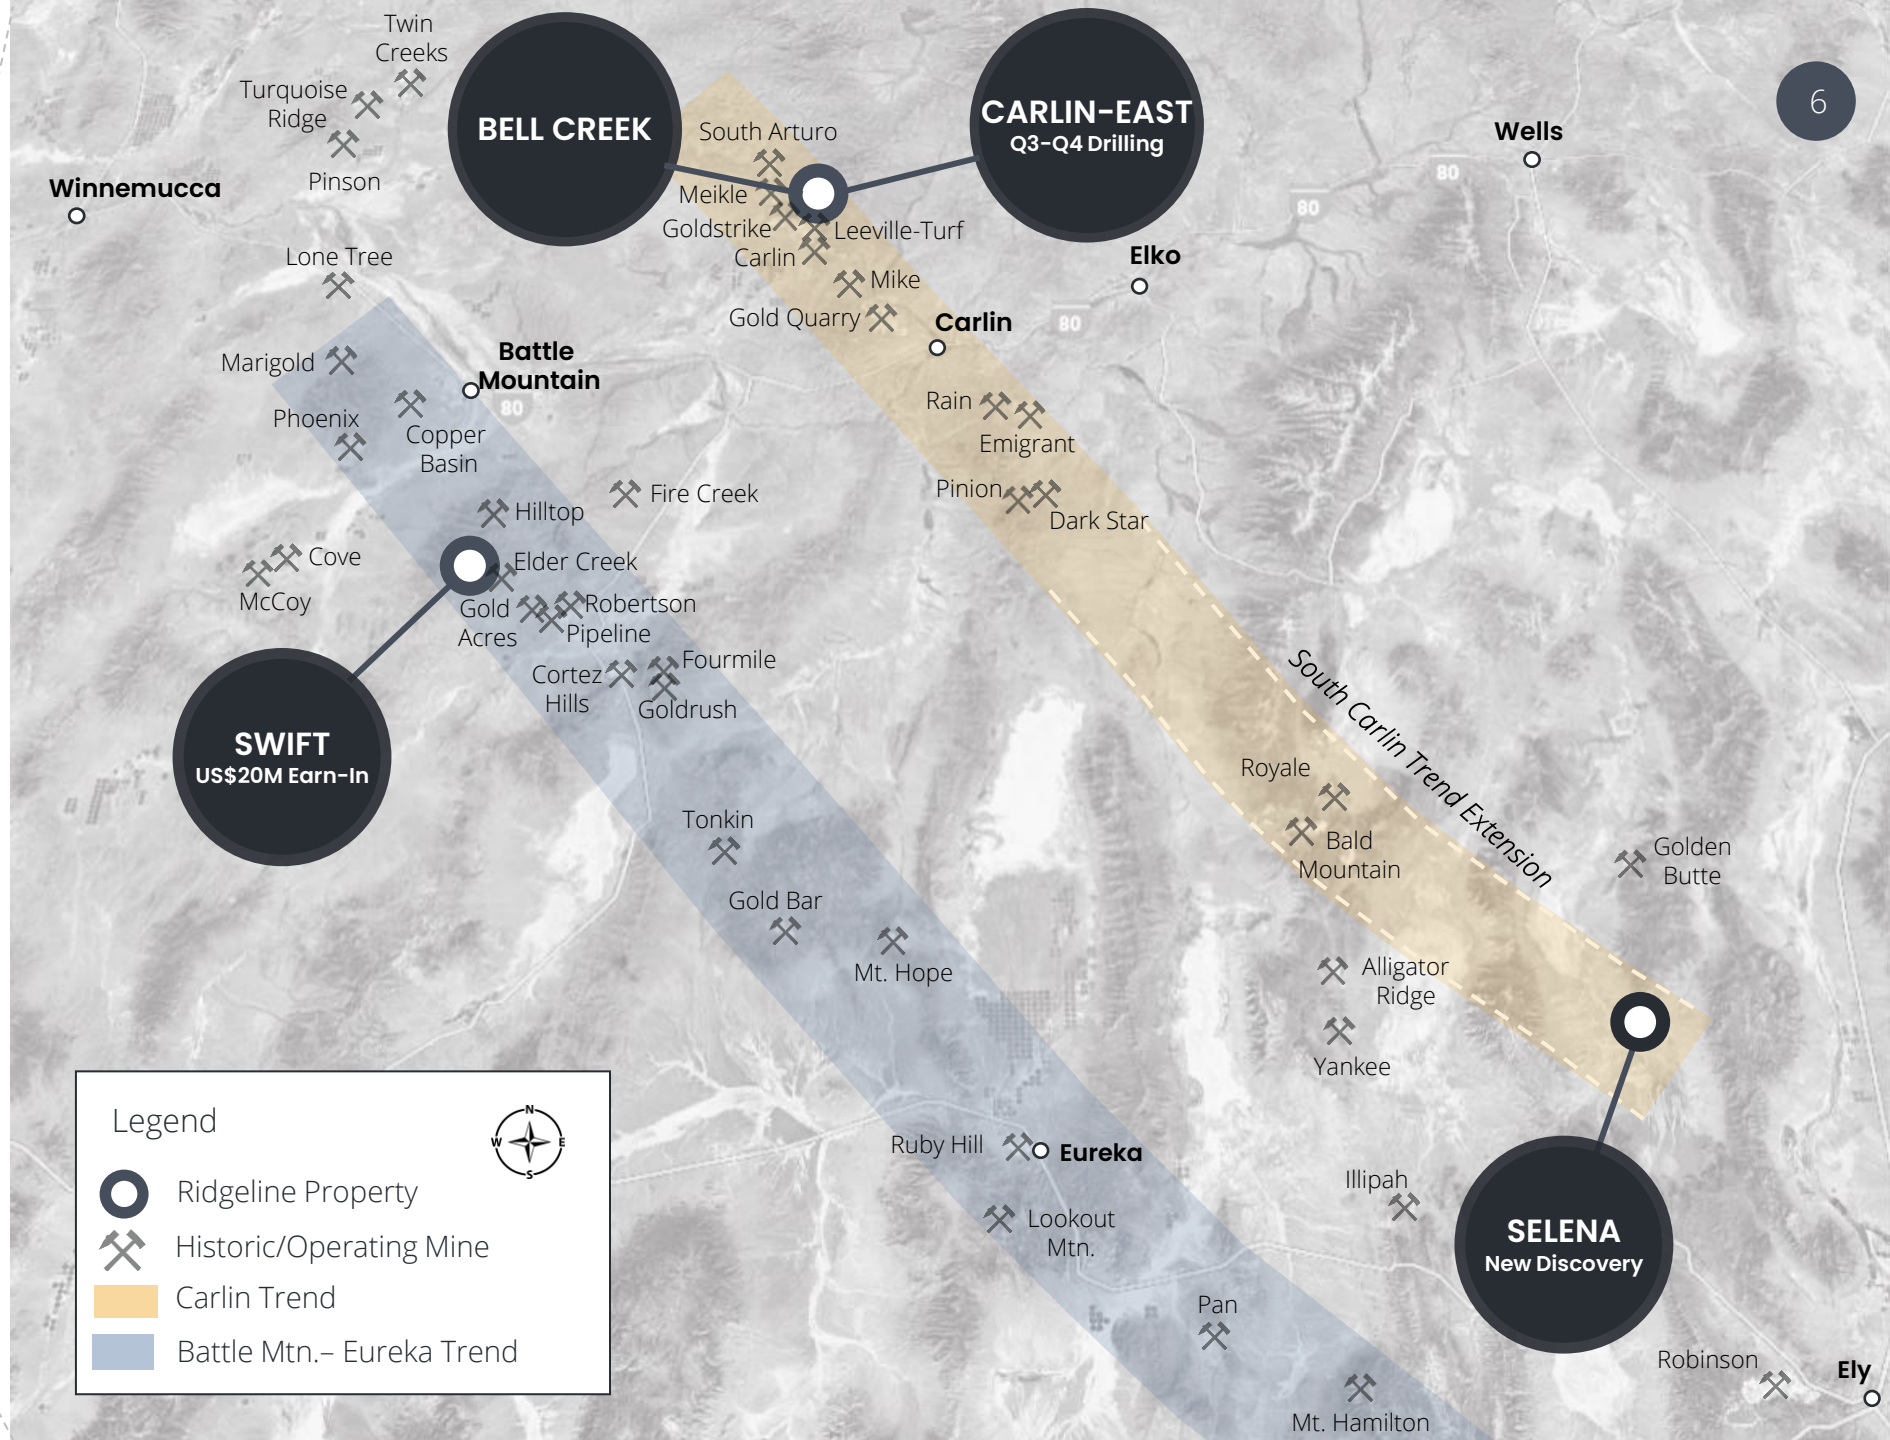 Twin
Creeks
Turquoise
Ridge
Pinson
Winnemucca
Lone Tree
BELL CREEK
South Arturo
CARLIN-EAST
Q3-Q4 Drilling
6
Wells
80
80
Meikle
Goldstrike
Leeville-Turf
Carlin
Mike
Gold Quarry
Elko
Carlin
80
Marigold
Battle
Mountain
80
Phoenix
Copper
Basin
Rain
Emigrant
Pinion
Dark Star
Fire Creek
Hilltop
Cove
McCoy
Elder Creek
Gold
Acres
Robertson
Pipeline
Cortez
Hills
Fourmile
Goldrush
SWIFT
US$20M Earn-In
South Carlin Trend Extension
Royale
Bald
Mountain
Tonkin
Gold Bar
Mt. Hope
Golden
Butte
Alligator
Ridge
Yankee
Legend
N
W
E
S
Ridgeline Property
Historic/Operating Mine
Carlin Trend
Battle Mtn.– Eureka Trend
Ruby Hill
Eureka
Lookout
Mtn.
Illipah
SELENA
New Discovery
Pan
Mt. Hamilton
Robinson
Ely